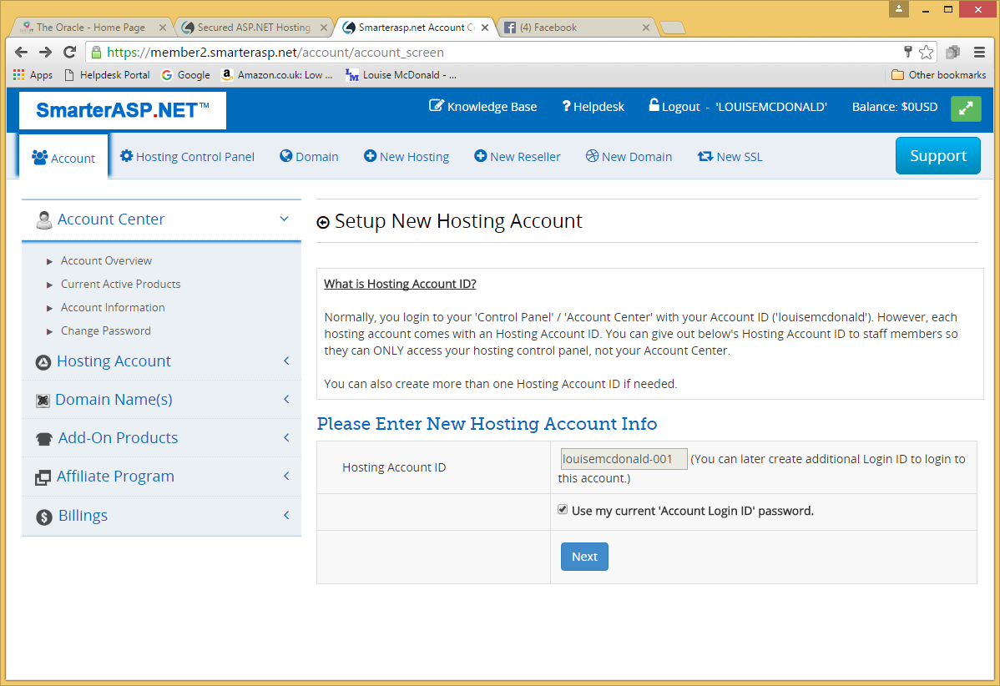 The Oracle - Home Page
Secured ASP.NET Hosting
Smarterasp.net Account C
(4) Facebook
https://member2.smarterasp.net/account/account_screen
Apps
Helpdesk Portal
Google
Amazon.co.uk: Low ...
Louise McDonald - ...
Other bookmarks
SmarterASP.NET™
Knowledge Base
Helpdesk
Logout - 'LOUISEMCDONALD'
Balance: $0USD
Account
Hosting Control Panel
Domain
New Hosting
New Reseller
New Domain
New SSL
Support
Account Center
Account Overview
Current Active Products
Account Information
Change Password
Hosting Account
Domain Name(s)
Add-On Products
Affiliate Program
Billings
Setup New Hosting Account
What is Hosting Account ID?
Normally, you login to your 'Control Panel' / 'Account Center' with your Account ID ('louisemcdonald'). However, each
hosting account comes with an Hosting Account ID. You can give out below's Hosting Account ID to staff members so
they can ONLY access your hosting control panel, not your Account Center.
You can also create more than one Hosting Account ID if needed.
Please Enter New Hosting Account Info
Hosting Account ID
louisemcdonald-001 (You can later create additional Login ID to login to
this account.)
Use my current 'Account Login ID' password.
Next